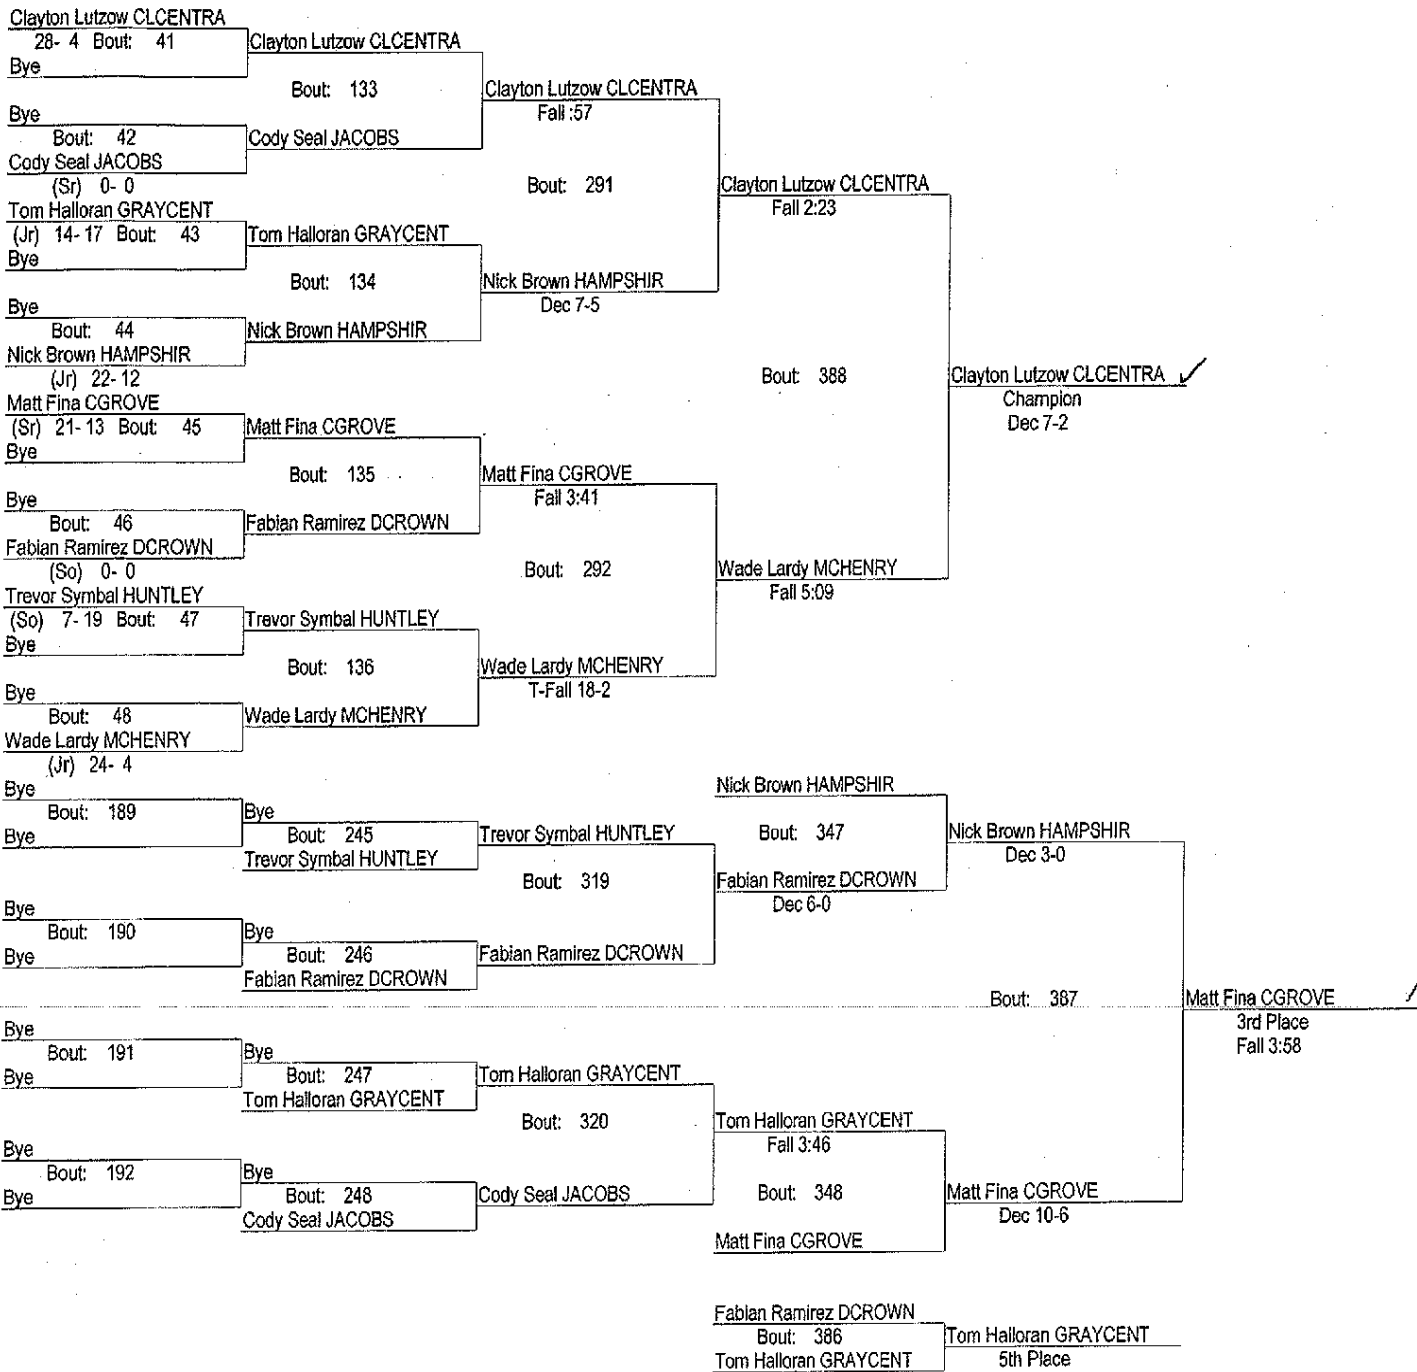 Clayton Lutzow CLCENTRA
28- 4 Bout: 41
Bye
Clayton Lutzow CLCENTRA
Bout: 133
Bye
Bout: 42
Cody Seal JACOBS
(Sr) 0- 0
Cody Seal JACOBS
Clayton Lutzow CLCENTRA
Fall :57
Bout: 291
Tom Halloran GRAYCENT
(Jr) 14- 17 Bout: 43
Bye
Tom Halloran GRAYCENT
Bout: 134
Bye
Bout: 44
Nick Brown HAMPSHIR
(Jr) 22- 12
Nick Brown HAMPSHIR
Nick Brown HAMPSHIR
Dec 7-5
Clayton Lutzow CLCENTRA
Fall 2:23
Bout: 388
Clayton Lutzow CLCENTRA
Champion
Dec 7-2
Matt Fina CGROVE
(Sr) 21- 13 Bout: 45
Bye
Matt Fina CGROVE
Bout: 135
Bye
Bout: 46
Fabian Ramirez DCROWN
(So) 0- 0
Fabian Ramirez DCROWN
Matt Fina CGROVE
Fall 3:41
Bout: 292
Trevor Symbal HUNTLEY
(So) 7- 19 Bout: 47
Bye
Trevor Symbal HUNTLEY
Bout: 136
Bye
Bout: 48
Wade Lardy MCHENRY
(Jr) 24- 4
Wade Lardy MCHENRY
Wade Lardy MCHENRY
T-Fall 18-2
Wade Lardy MCHENRY
Fall 5:09
Bye
Bout: 189
Bye
Bye
Bout: 245
Trevor Symbal HUNTLEY
Trevor Symbal HUNTLEY
Bout: 319
Bye
Bout: 190
Bye
Bye
Bout: 246
Fabian Ramirez DCROWN
Fabian Ramirez DCROWN
Nick Brown HAMPSHIR
Bout: 347
Fabian Ramirez DCROWN
Dec 6-0
Nick Brown HAMPSHIR
Dec 3-0
Bout: 387
Matt Fina CGROVE
3rd Place
Fall 3:58
Bye
Bout: 191
Bye
Bye
Bout: 247
Tom Halloran GRAYCENT
Tom Halloran GRAYCENT
Bout: 320
Bye
Bout: 192
Bye
Bye
Bout: 248
Cody Seal JACOBS
Cody Seal JACOBS
Tom Halloran GRAYCENT
Fall 3:46
Bout: 348
Matt Fina CGROVE
Matt Fina CGROVE
Dec 10-6
Fabian Ramirez DCROWN
Bout: 386
Tom Halloran GRAYCENT
Tom Halloran GRAYCENT
5th Place